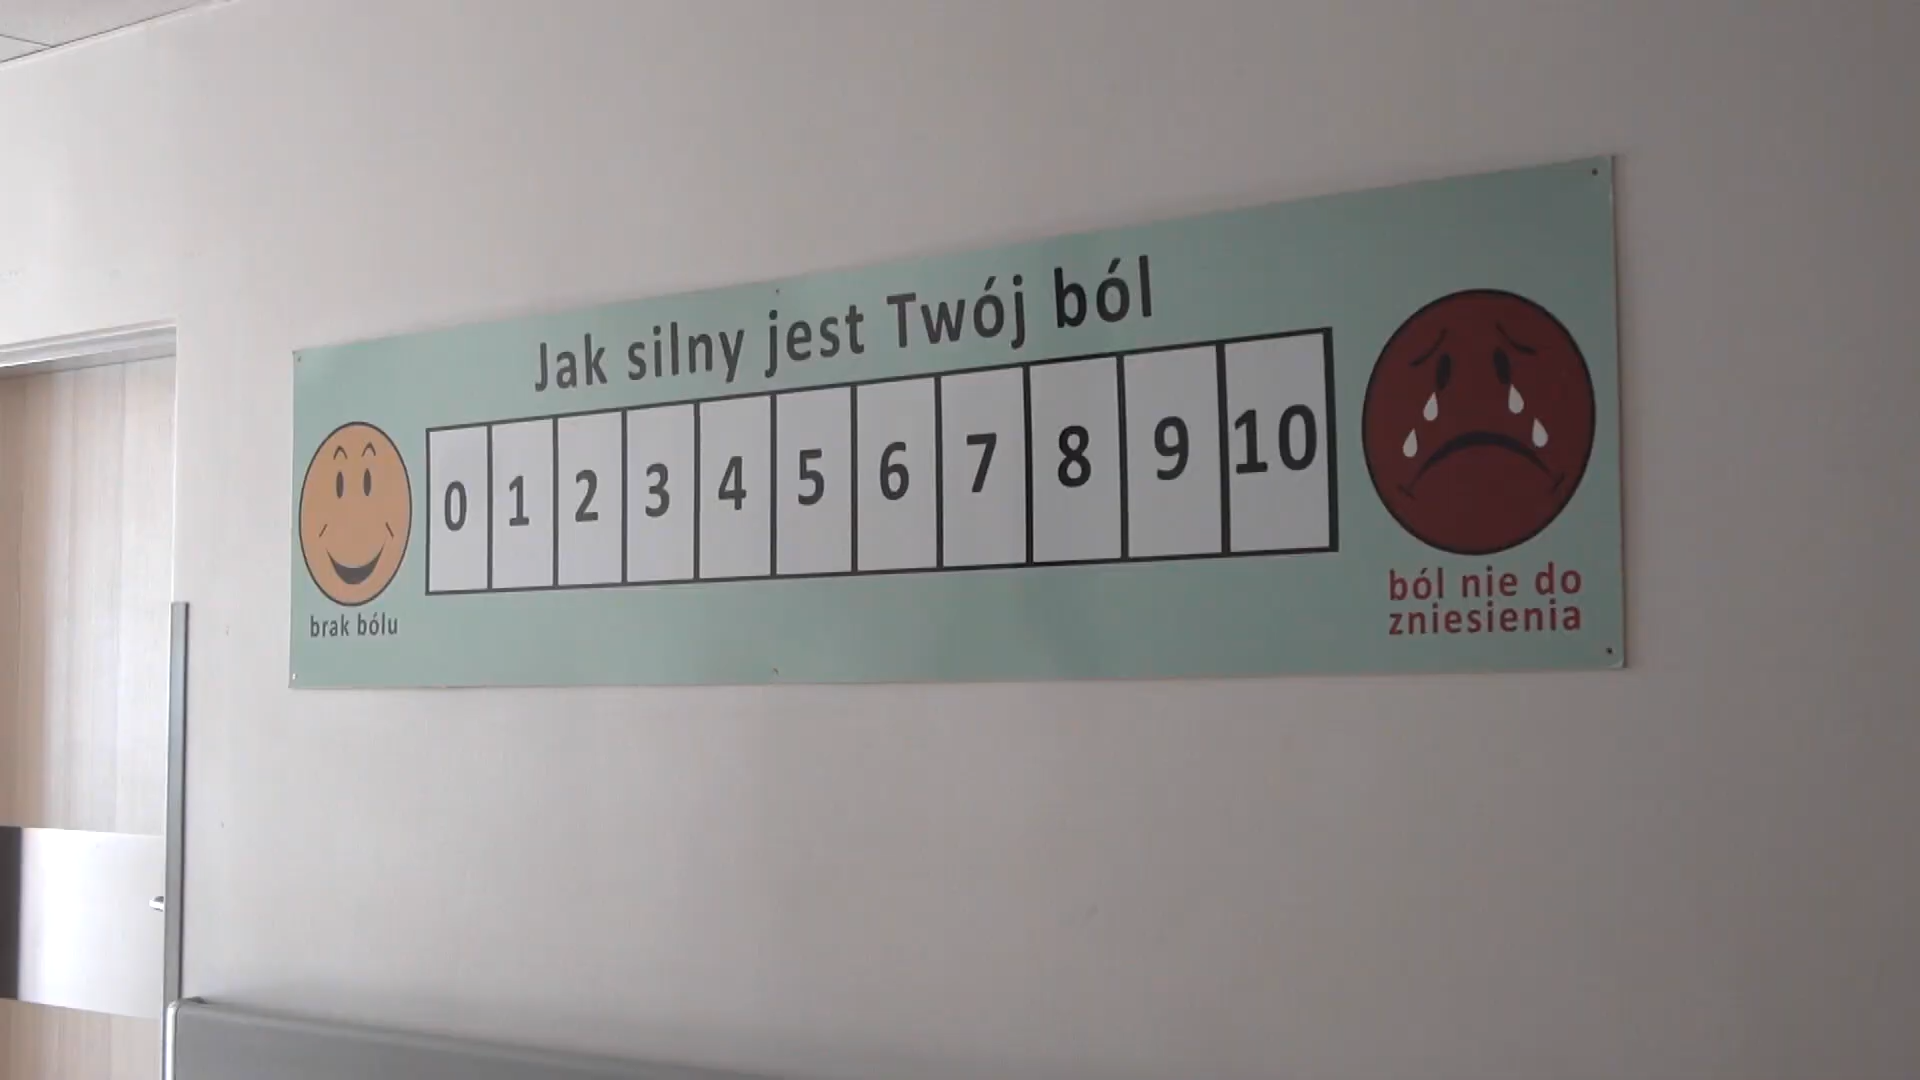 Jak silny jest Twój ból
0 1 2 3 4 5 6 7 8 9 10
brak bólu
ból nie do
zniesienia